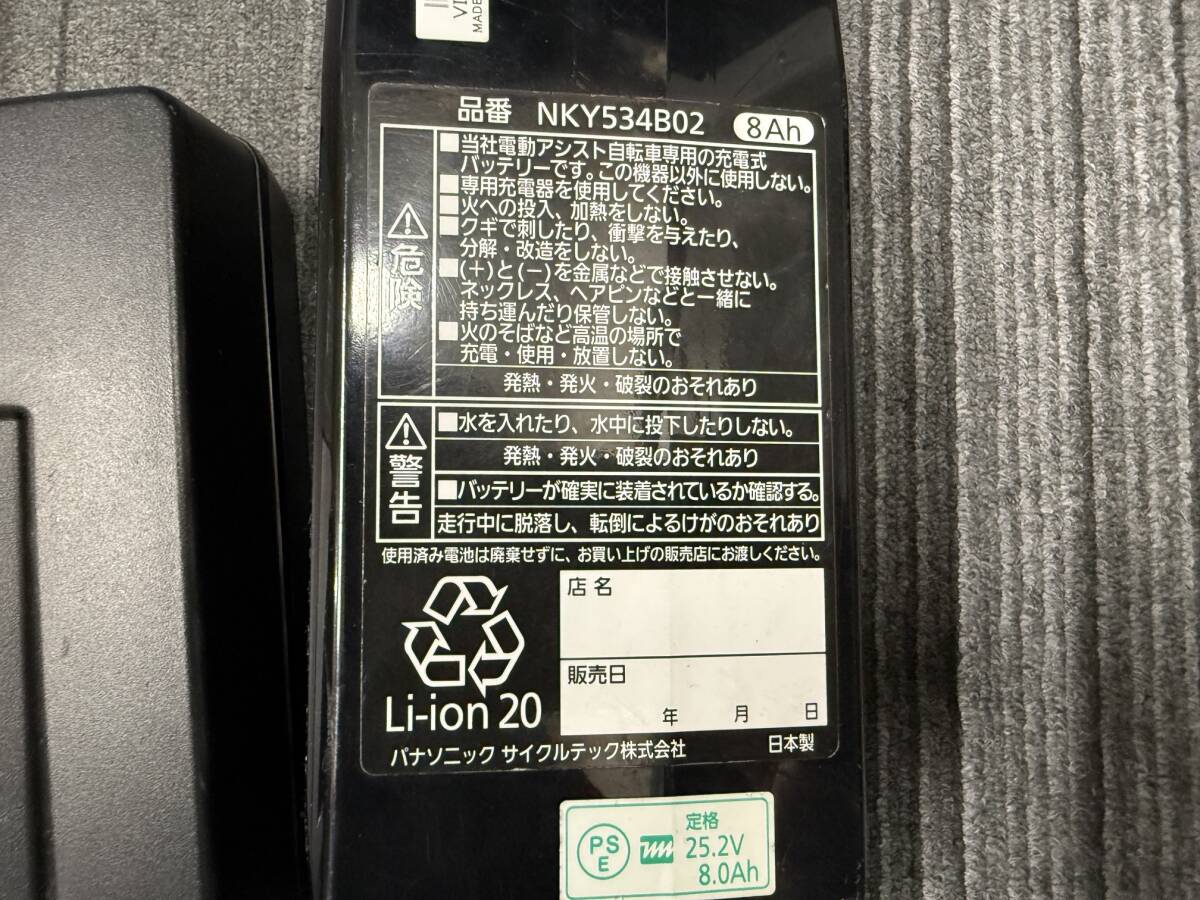 VI
MADE
品番 NKY534B02 8Ah
危険
■当社電動アシスト自転車専用の充電式
バッテリーです。この機器以外に使用しない。
■専用充電器を使用してください。
■火への投入、加熱をしない。
■クギで刺したり、衝撃を与えたり、
分解・改造をしない。
■(+)と(-)を金属などで接触させない。
ネックレス、ヘアピンなどと一緒に
持ち運んだり保管しない。
■火のそばなど高温の場所で
充電・使用・放置しない。
発熱・発火・破裂のおそれあり
警告
■水を入れたり、水中に投下したりしない。
発熱・発火・破裂のおそれあり
■バッテリーが確実に装着されているか確認する。
走行中に脱落し、転倒によるけがのおそれあり
使用済み電池は廃棄せずに、お買い上げの販売店にお渡しください。
店名
販売日
年 月 日
Li-ion 20
パナソニック サイクルテック株式会社 日本製
PS
E
定格
25.2V
8.0Ah